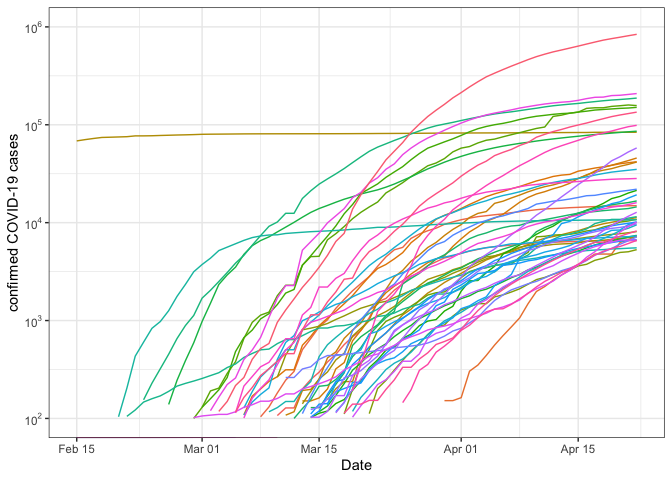 confirmed COVID-19 cases
10⁶
10⁵
10⁴
10³
10²
Feb 15
Mar 01
Mar 15
Apr 01
Apr 15
Date